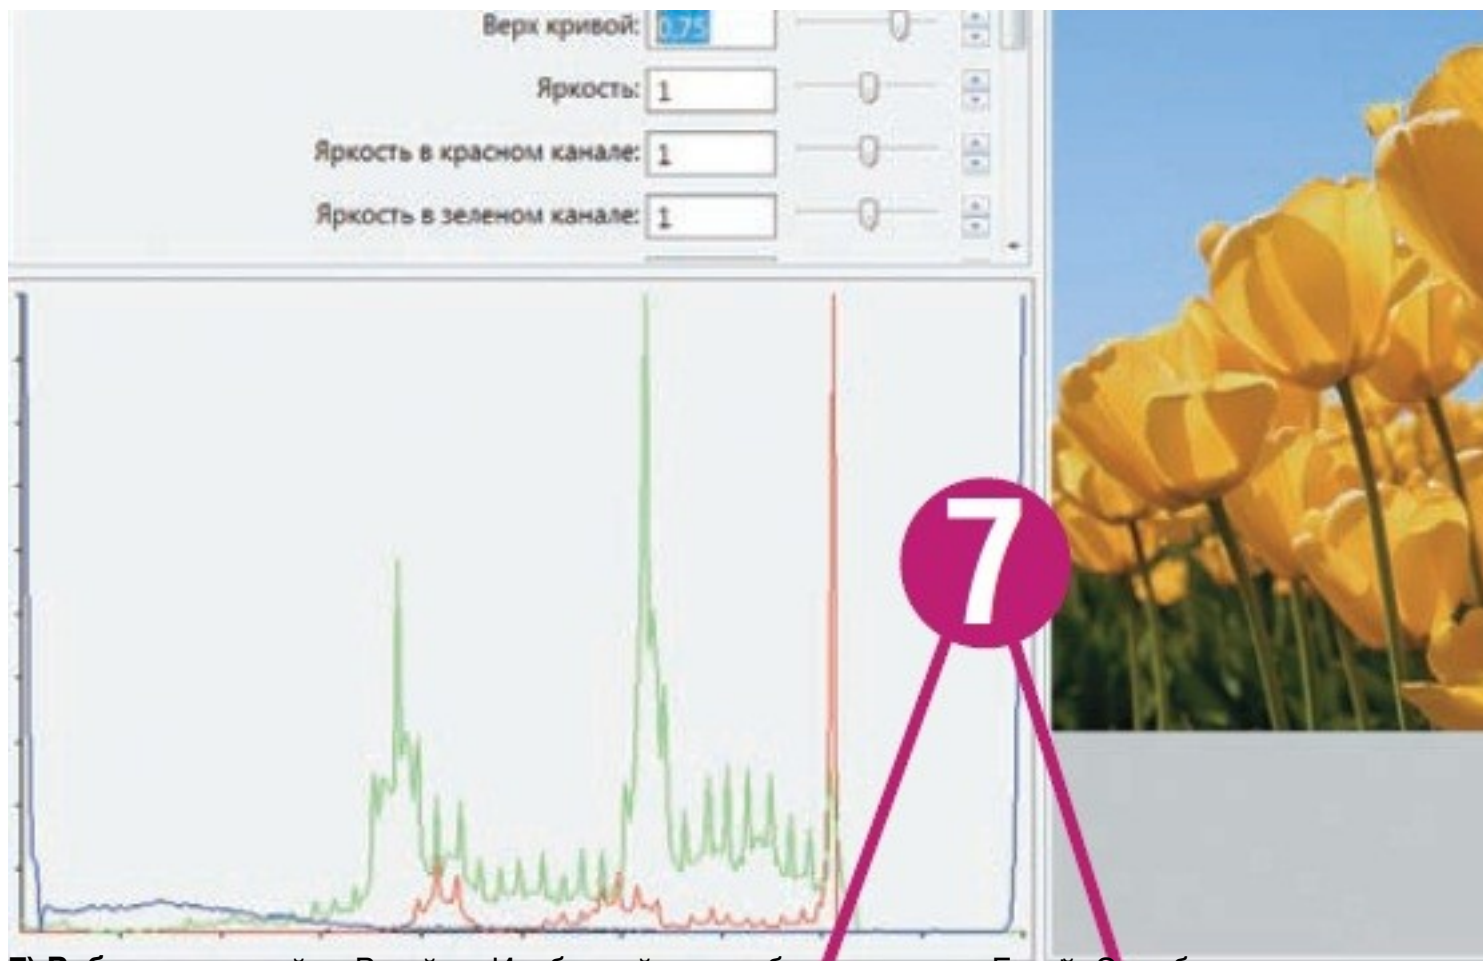 Верх кривой: 0.75
Яркость: 1
Яркость в красном канале: 1
Яркость в зеленом канале: 1
7